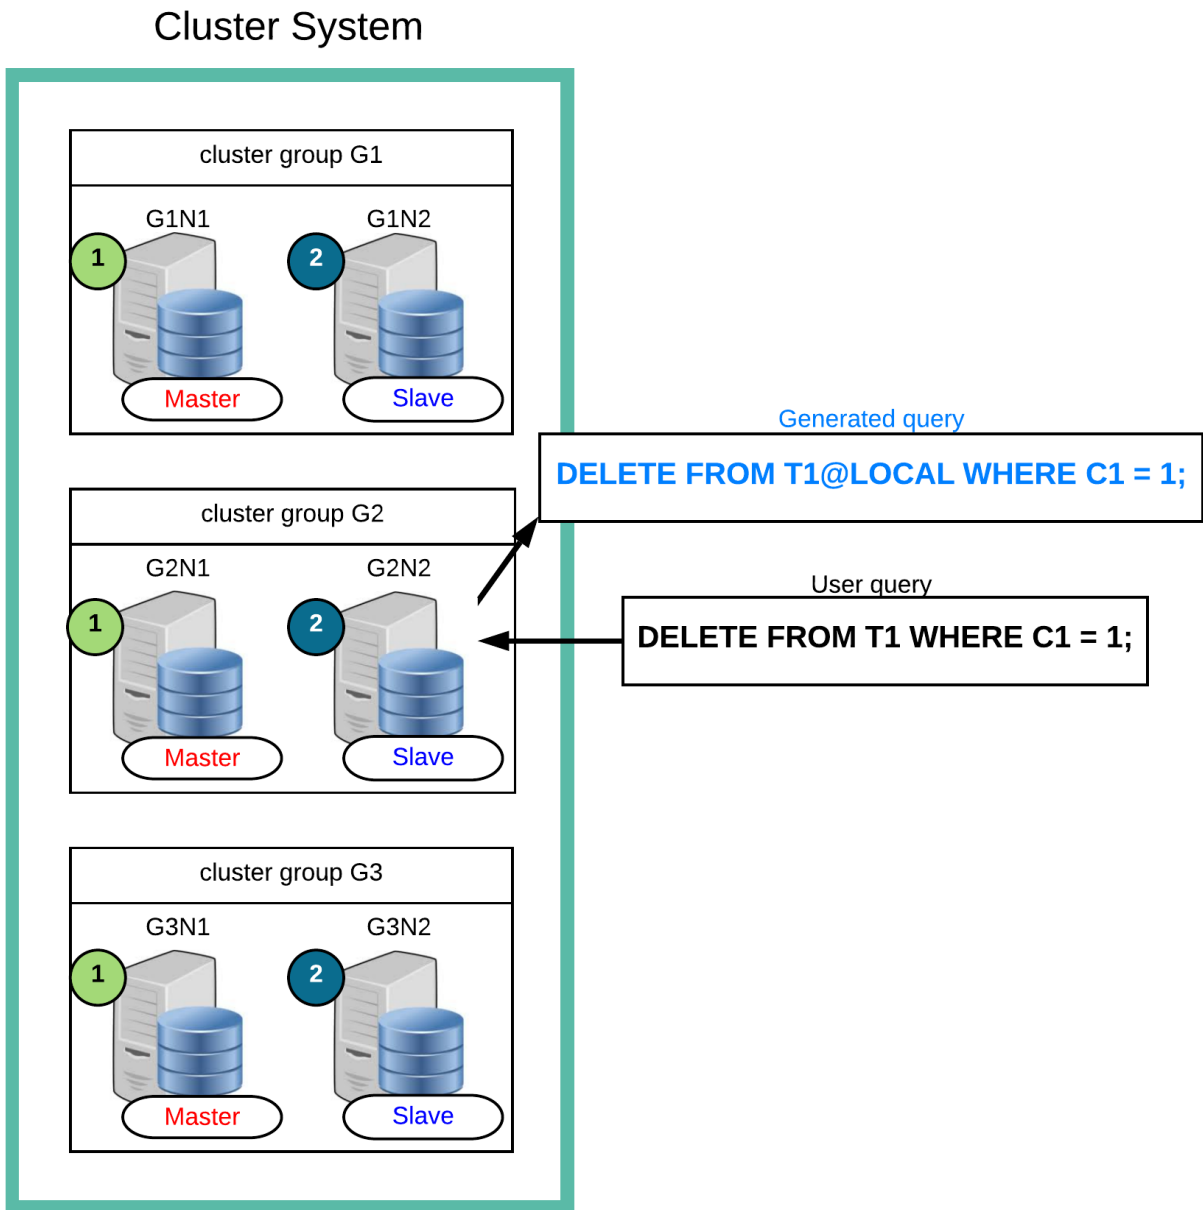 Cluster System
cluster group G1
G1N1
G1N2
1
2
Master
Slave
Generated query
DELETE FROM T1@LOCAL WHERE C1 = 1;
cluster group G2
G2N1
G2N2
1
2
Master
Slave
User query
DELETE FROM T1 WHERE C1 = 1;
cluster group G3
G3N1
G3N2
1
2
Master
Slave